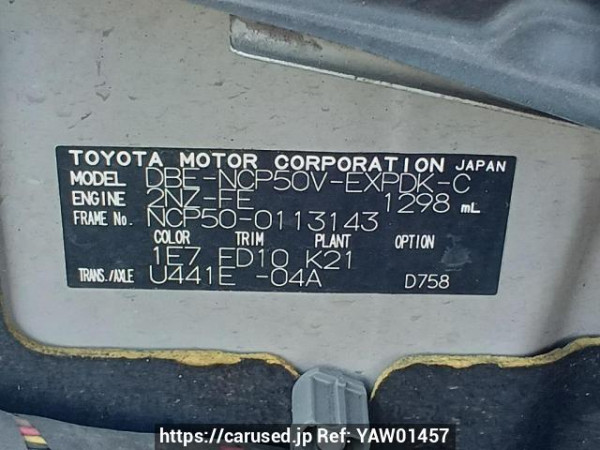 TOYOTA MOTOR CORPORATION JAPAN
MODEL DBE-NCP50V-EXPDK-C
ENGINE 2NZ-FE 1298 mL
FRAME No. NCP50-0113143
COLOR TRIM PLANT OPTION
1E7 FD10 K21
TRANS./AXLE U441E -04A D758
https://carused.jp Ref: YAW01457